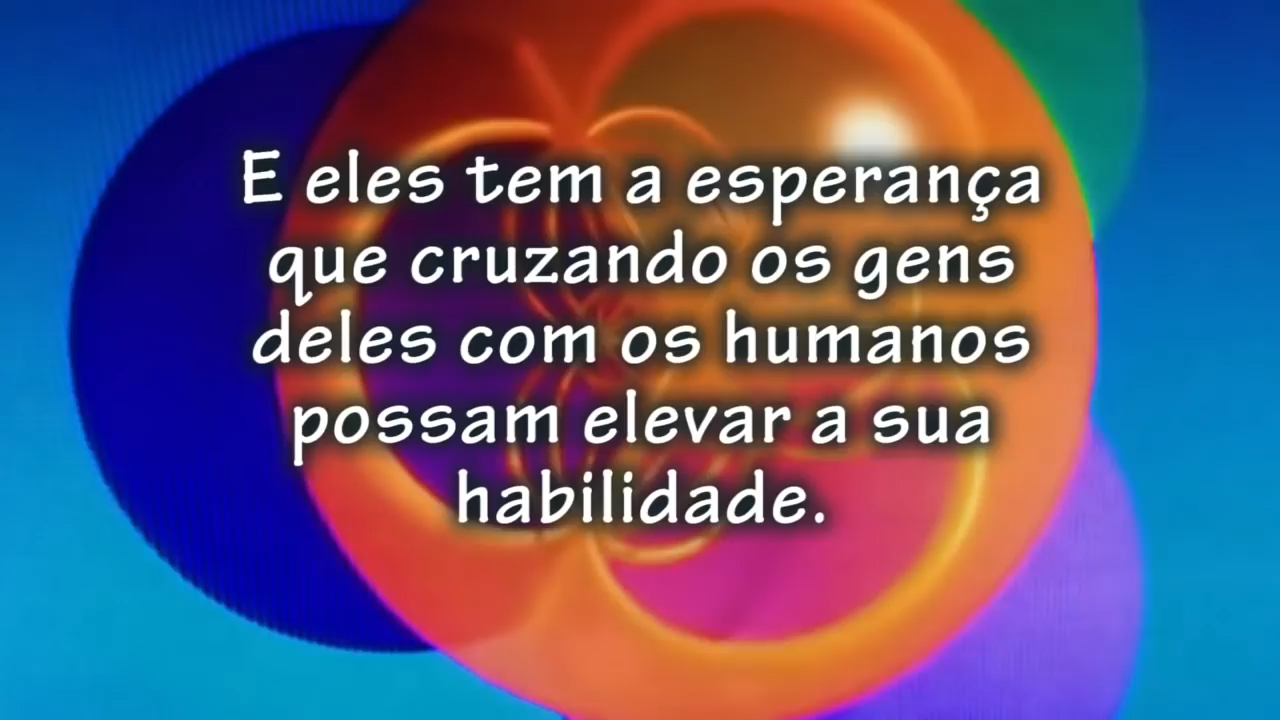 E eles tem a esperança
que cruzando os gens
deles com os humanos
possam elevar a sua
habilidade.